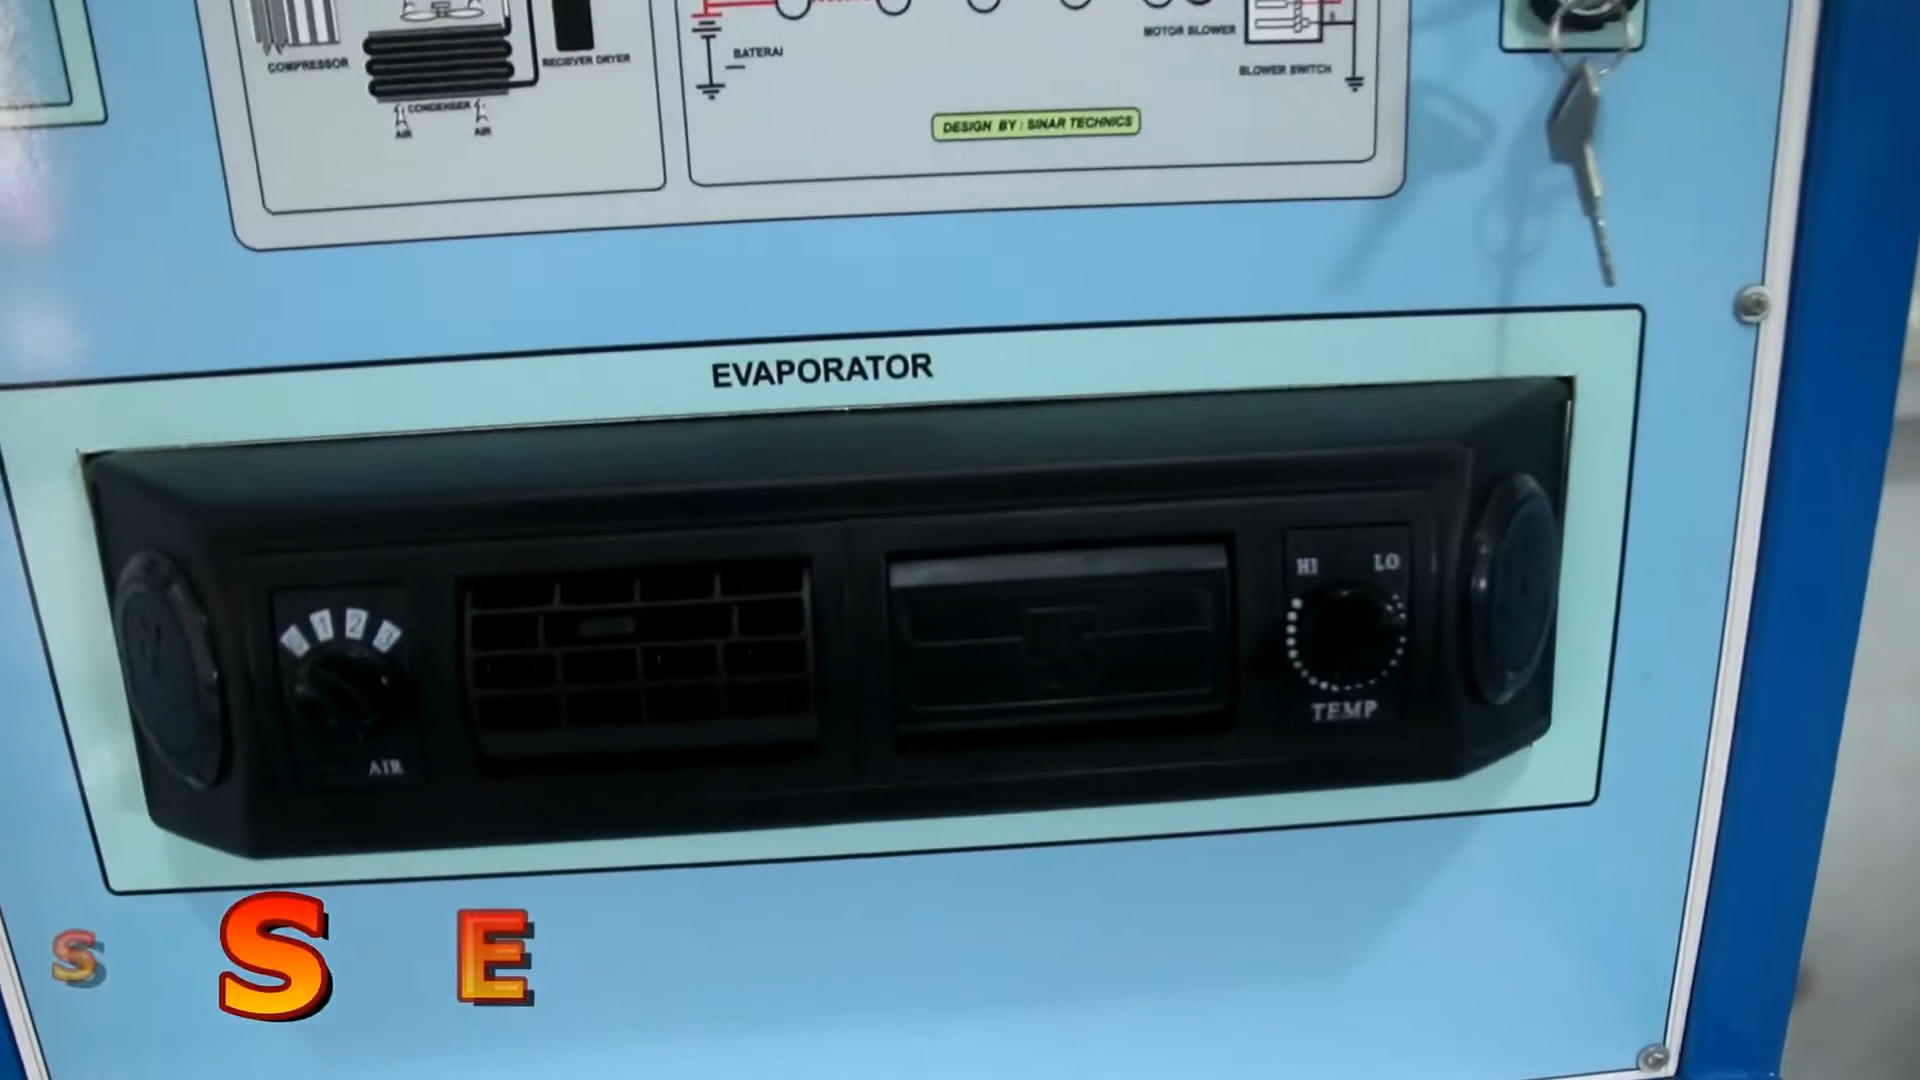 COMPRESSOR
CONDENSER
AIR
AIR
RECIEVER DRYER
BATERAI
MOTOR BLOWER
BLOWER SWITCH
DESIGN BY : SINAR TECHNICS
EVAPORATOR
0 1 2 3
AIR
HI LO
TEMP
S S E